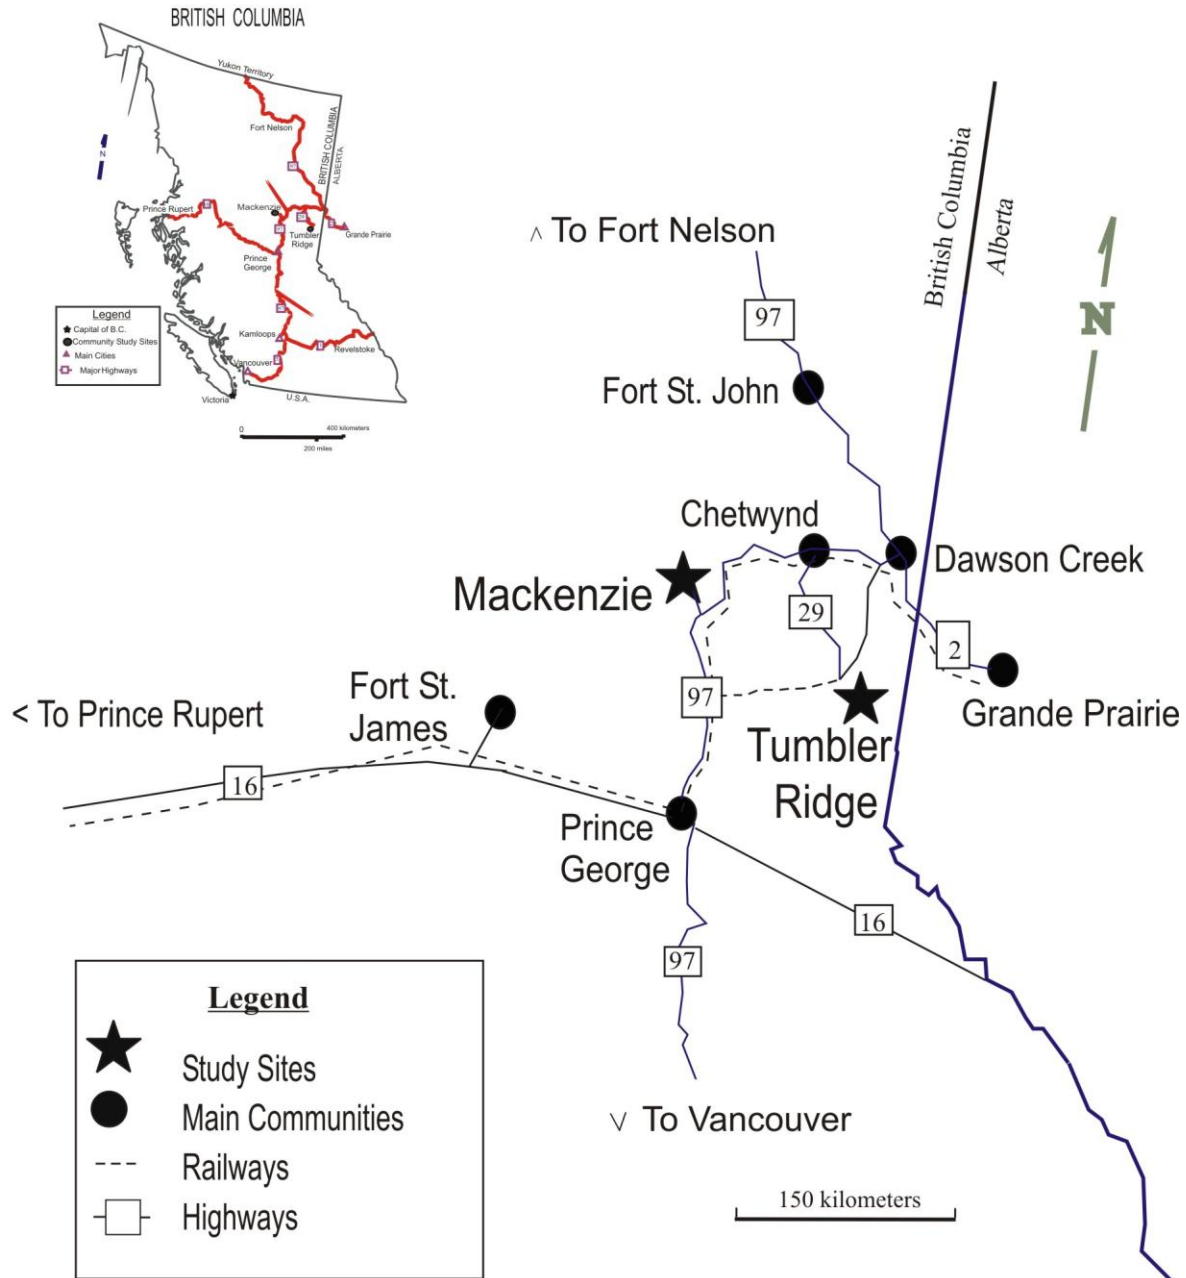 BRITISH COLUMBIA
Yukon Territory
Fort Nelson
BRITISH COLUMBIA
ALBERTA
N
Prince Rupert
Mackenzie
Tumbler
Ridge
Grande Prairie
Prince
George
Kamloops
Revelstoke
Vancouver
Victoria
U.S.A.
Legend
Capital of B.C.
Community Study Sites
Main Cities
Major Highways
0
400 kilometers
200 miles
British Columbia
Alberta
N
^ To Fort Nelson
97
Fort St. John
Chetwynd
Dawson Creek
Mackenzie
29
2
Fort St.
James
97
< To Prince Rupert
Grande Prairie
Tumbler
Ridge
16
Prince
George
16
97
V To Vancouver
150 kilometers
Legend
Study Sites
Main Communities
Railways
Highways